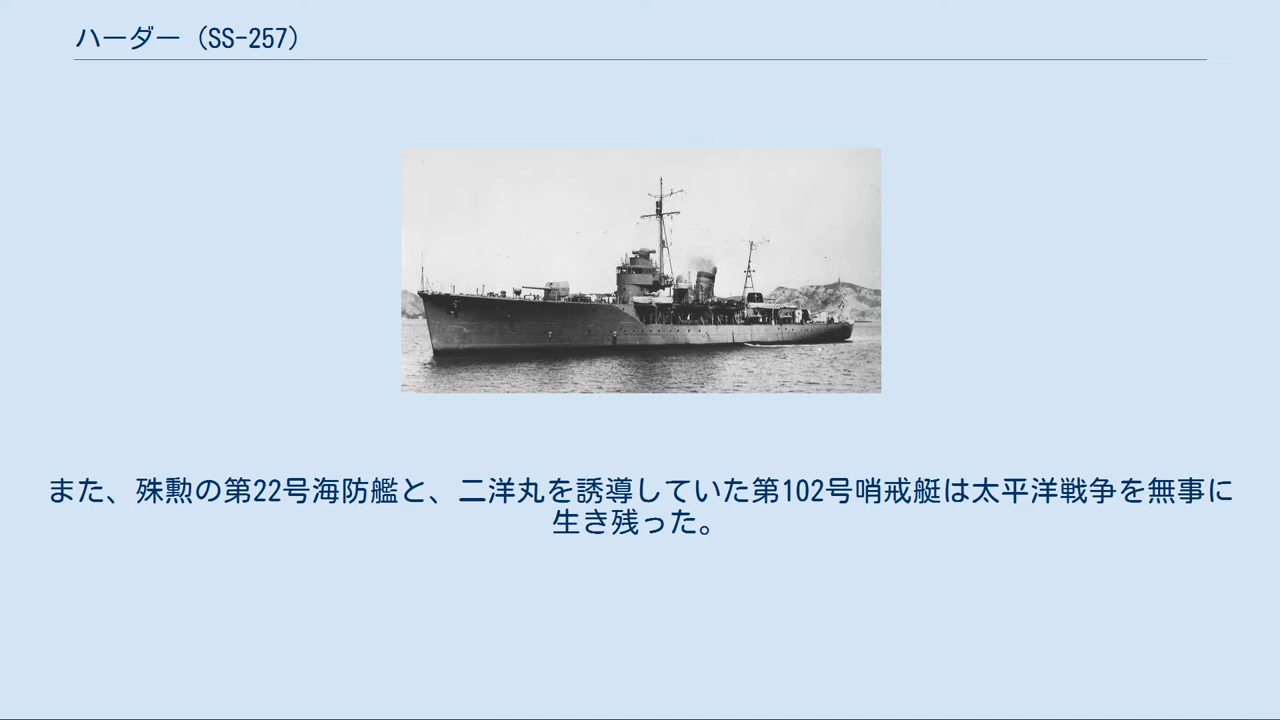 ハーダー（SS-257）
また、殊勲の第22号海防艦と、二洋丸を誘導していた第102号哨戒艇は太平洋戦争を無事に
生き残った。